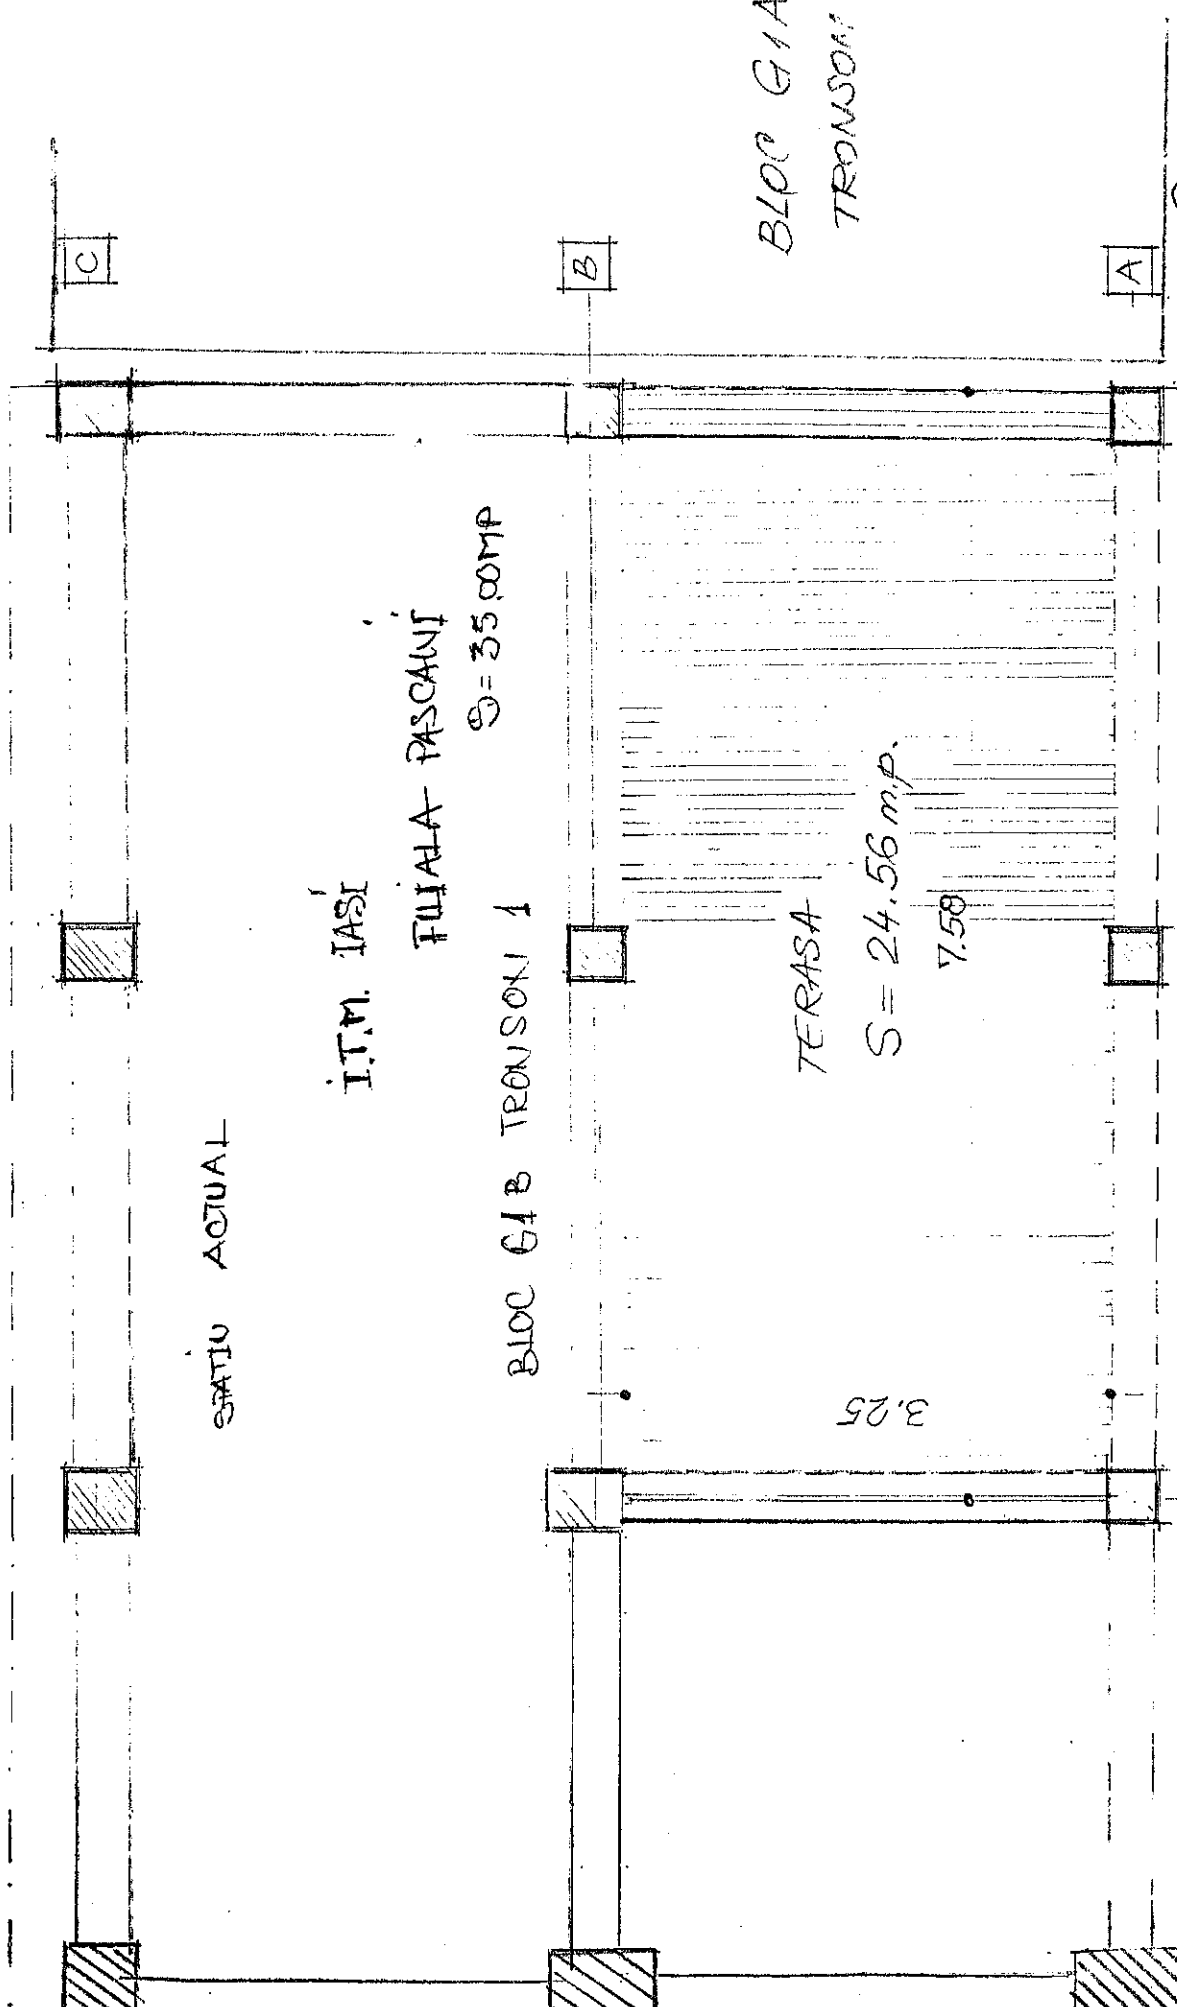 SPATIU ACTUAL
I.T.M. IAŞI
FILIALA PASCANI
S=35,00MP
BLOC G1B TRONSON 1
TERASA
S= 24.56 m.p.
7.58
3.25
BLOC G1A
TRONSON
C
B
A